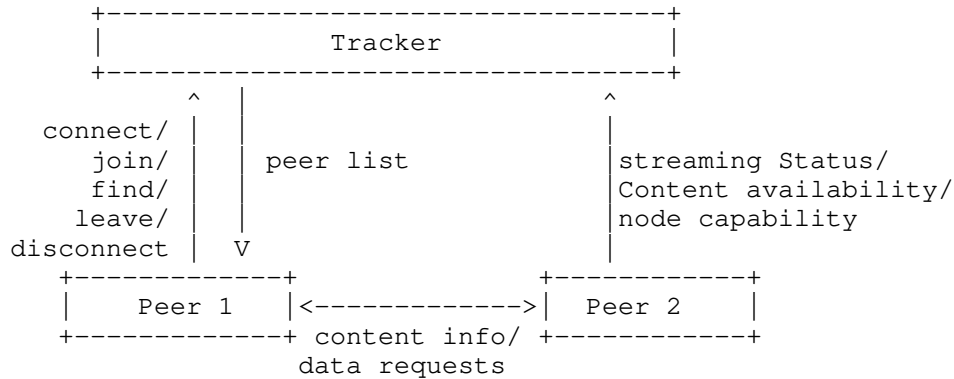 Tracker
connect/
join/ peer list streaming Status/
find/ Content availability/
leave/ node capability
disconnect
Peer 1 Peer 2
content info/
data requests